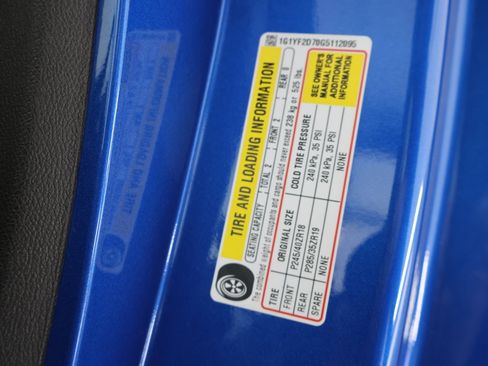 1G1YF2D78G5112095
TIRE AND LOADING INFORMATION
SEATING CAPACITY TOTAL 2 FRONT 2 REAR 0
The combined weight of occupants and cargo should never exceed 238 kg or 525 lbs.
TIRE ORIGINAL SIZE COLD TIRE PRESSURE
FRONT P245/40ZR18 240 kPa, 35 PSI
REAR P285/35ZR19 240 kPa, 35 PSI
SPARE NONE NONE
SEE OWNER'S
MANUAL FOR
ADDITIONAL
INFORMATION